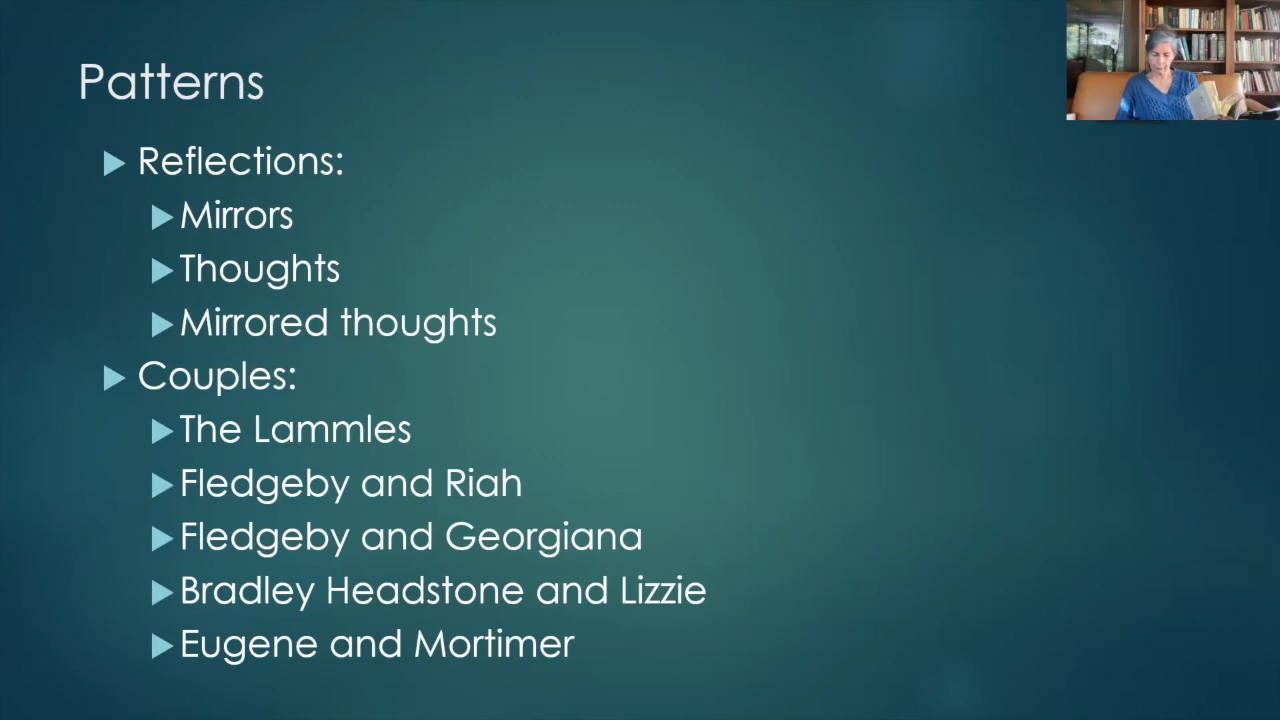 Patterns
Reflections:
Mirrors
Thoughts
Mirrored thoughts
Couples:
The Lammles
Fledgeby and Riah
Fledgeby and Georgiana
Bradley Headstone and Lizzie
Eugene and Mortimer